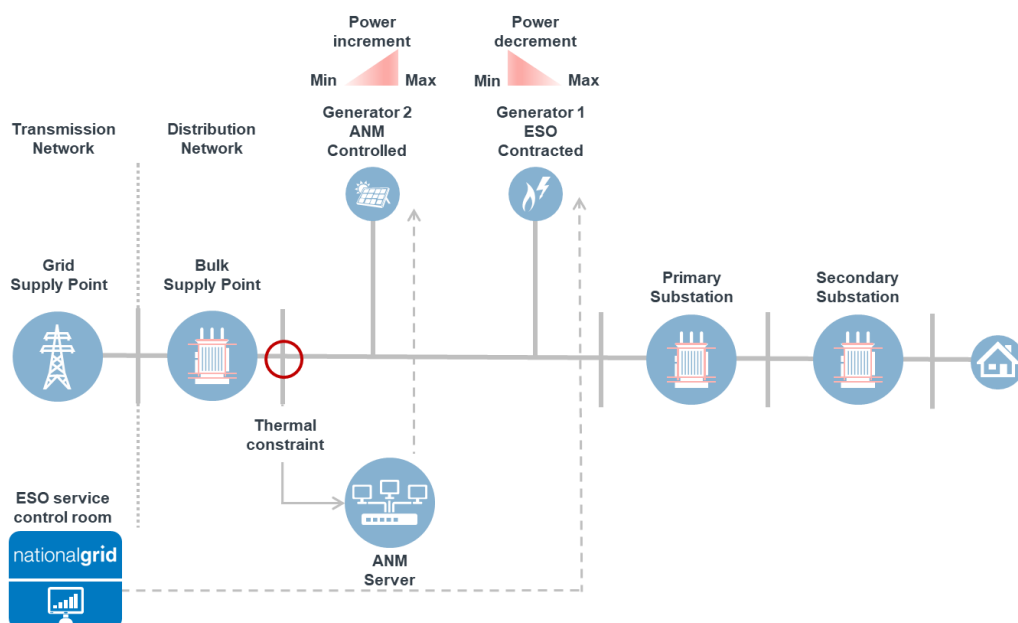 Power
increment
Min
Max
Power
decrement
Min
Max
Generator 2
ANM
Controlled
Generator 1
ESO
Contracted
Transmission
Network
Distribution
Network
Grid
Supply Point
Bulk
Supply Point
Primary
Substation
Secondary
Substation
Thermal
constraint
ESO service
control room
nationalgrid
ANM
Server